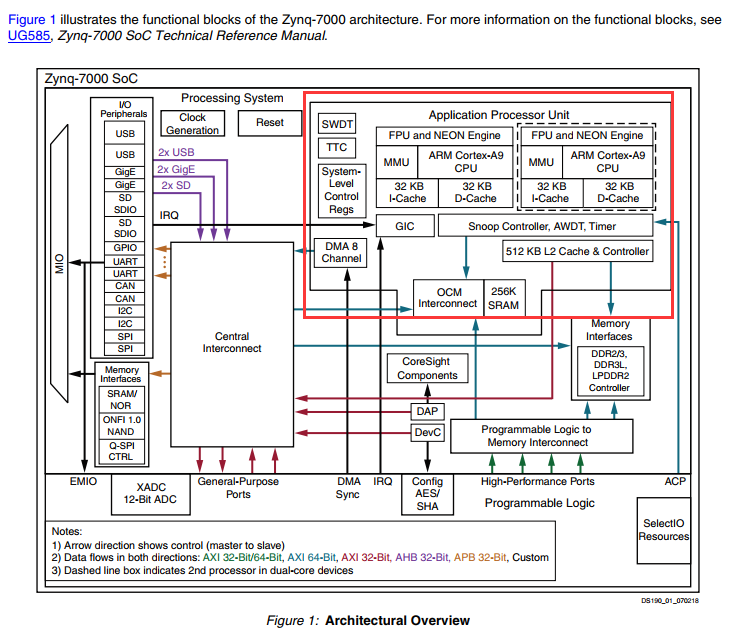 Figure 1 illustrates the functional blocks of the Zynq-7000 architecture. For more information on the functional blocks, see
UG585, Zynq-7000 SoC Technical Reference Manual.
Zynq-7000 SoC
Processing System
I/O
Peripherals
USB
USB
GigE
GigE
SD
SDIO
SD
SDIO
GPIO
UART
UART
CAN
CAN
I2C
I2C
SPI
SPI
MIO
Memory
Interfaces
SRAM/
NOR
ONFI 1.0
NAND
Q-SPI
CTRL
Clock
Generation
Reset
2x USB
2x GigE
2x SD
IRQ
Central
Interconnect
Application Processor Unit
SWDT
TTC
System-
Level
Control
Regs
FPU and NEON Engine
MMU
ARM Cortex-A9
CPU
32 KB
I-Cache
32 KB
D-Cache
FPU and NEON Engine
MMU
ARM Cortex-A9
CPU
32 KB
I-Cache
32 KB
D-Cache
GIC
Snoop Controller, AWDT, Timer
DMA 8
Channel
512 KB L2 Cache & Controller
OCM
Interconnect
256K
SRAM
Memory
Interfaces
DDR2/3,
DDR3L,
LPDDR2
Controller
CoreSight
Components
DAP
DevC
Programmable Logic to
Memory Interconnect
EMIO
XADC
12-Bit ADC
General-Purpose
Ports
DMA
Sync
IRQ
Config
AES/
SHA
High-Performance Ports
ACP
Programmable Logic
SelectIO
Resources
Notes:
1) Arrow direction shows control (master to slave)
2) Data flows in both directions: AXI 32-Bit/64-Bit, AXI 64-Bit, AXI 32-Bit, AHB 32-Bit, APB 32-Bit, Custom
3) Dashed line box indicates 2nd processor in dual-core devices
DS190_01_070218
Figure 1: Architectural Overview